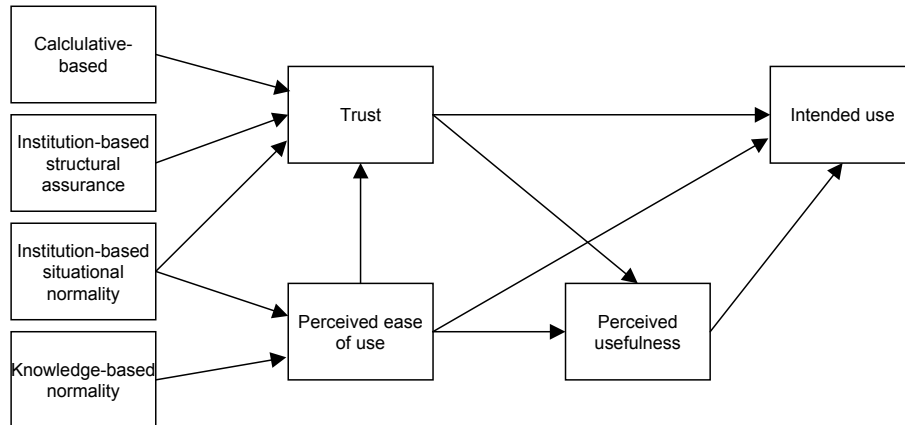 Calclulative-
based
Institution-based
structural
assurance
Institution-based
situational
normality
Knowledge-based
normality
Trust
Perceived ease
of use
Perceived
usefulness
Intended use